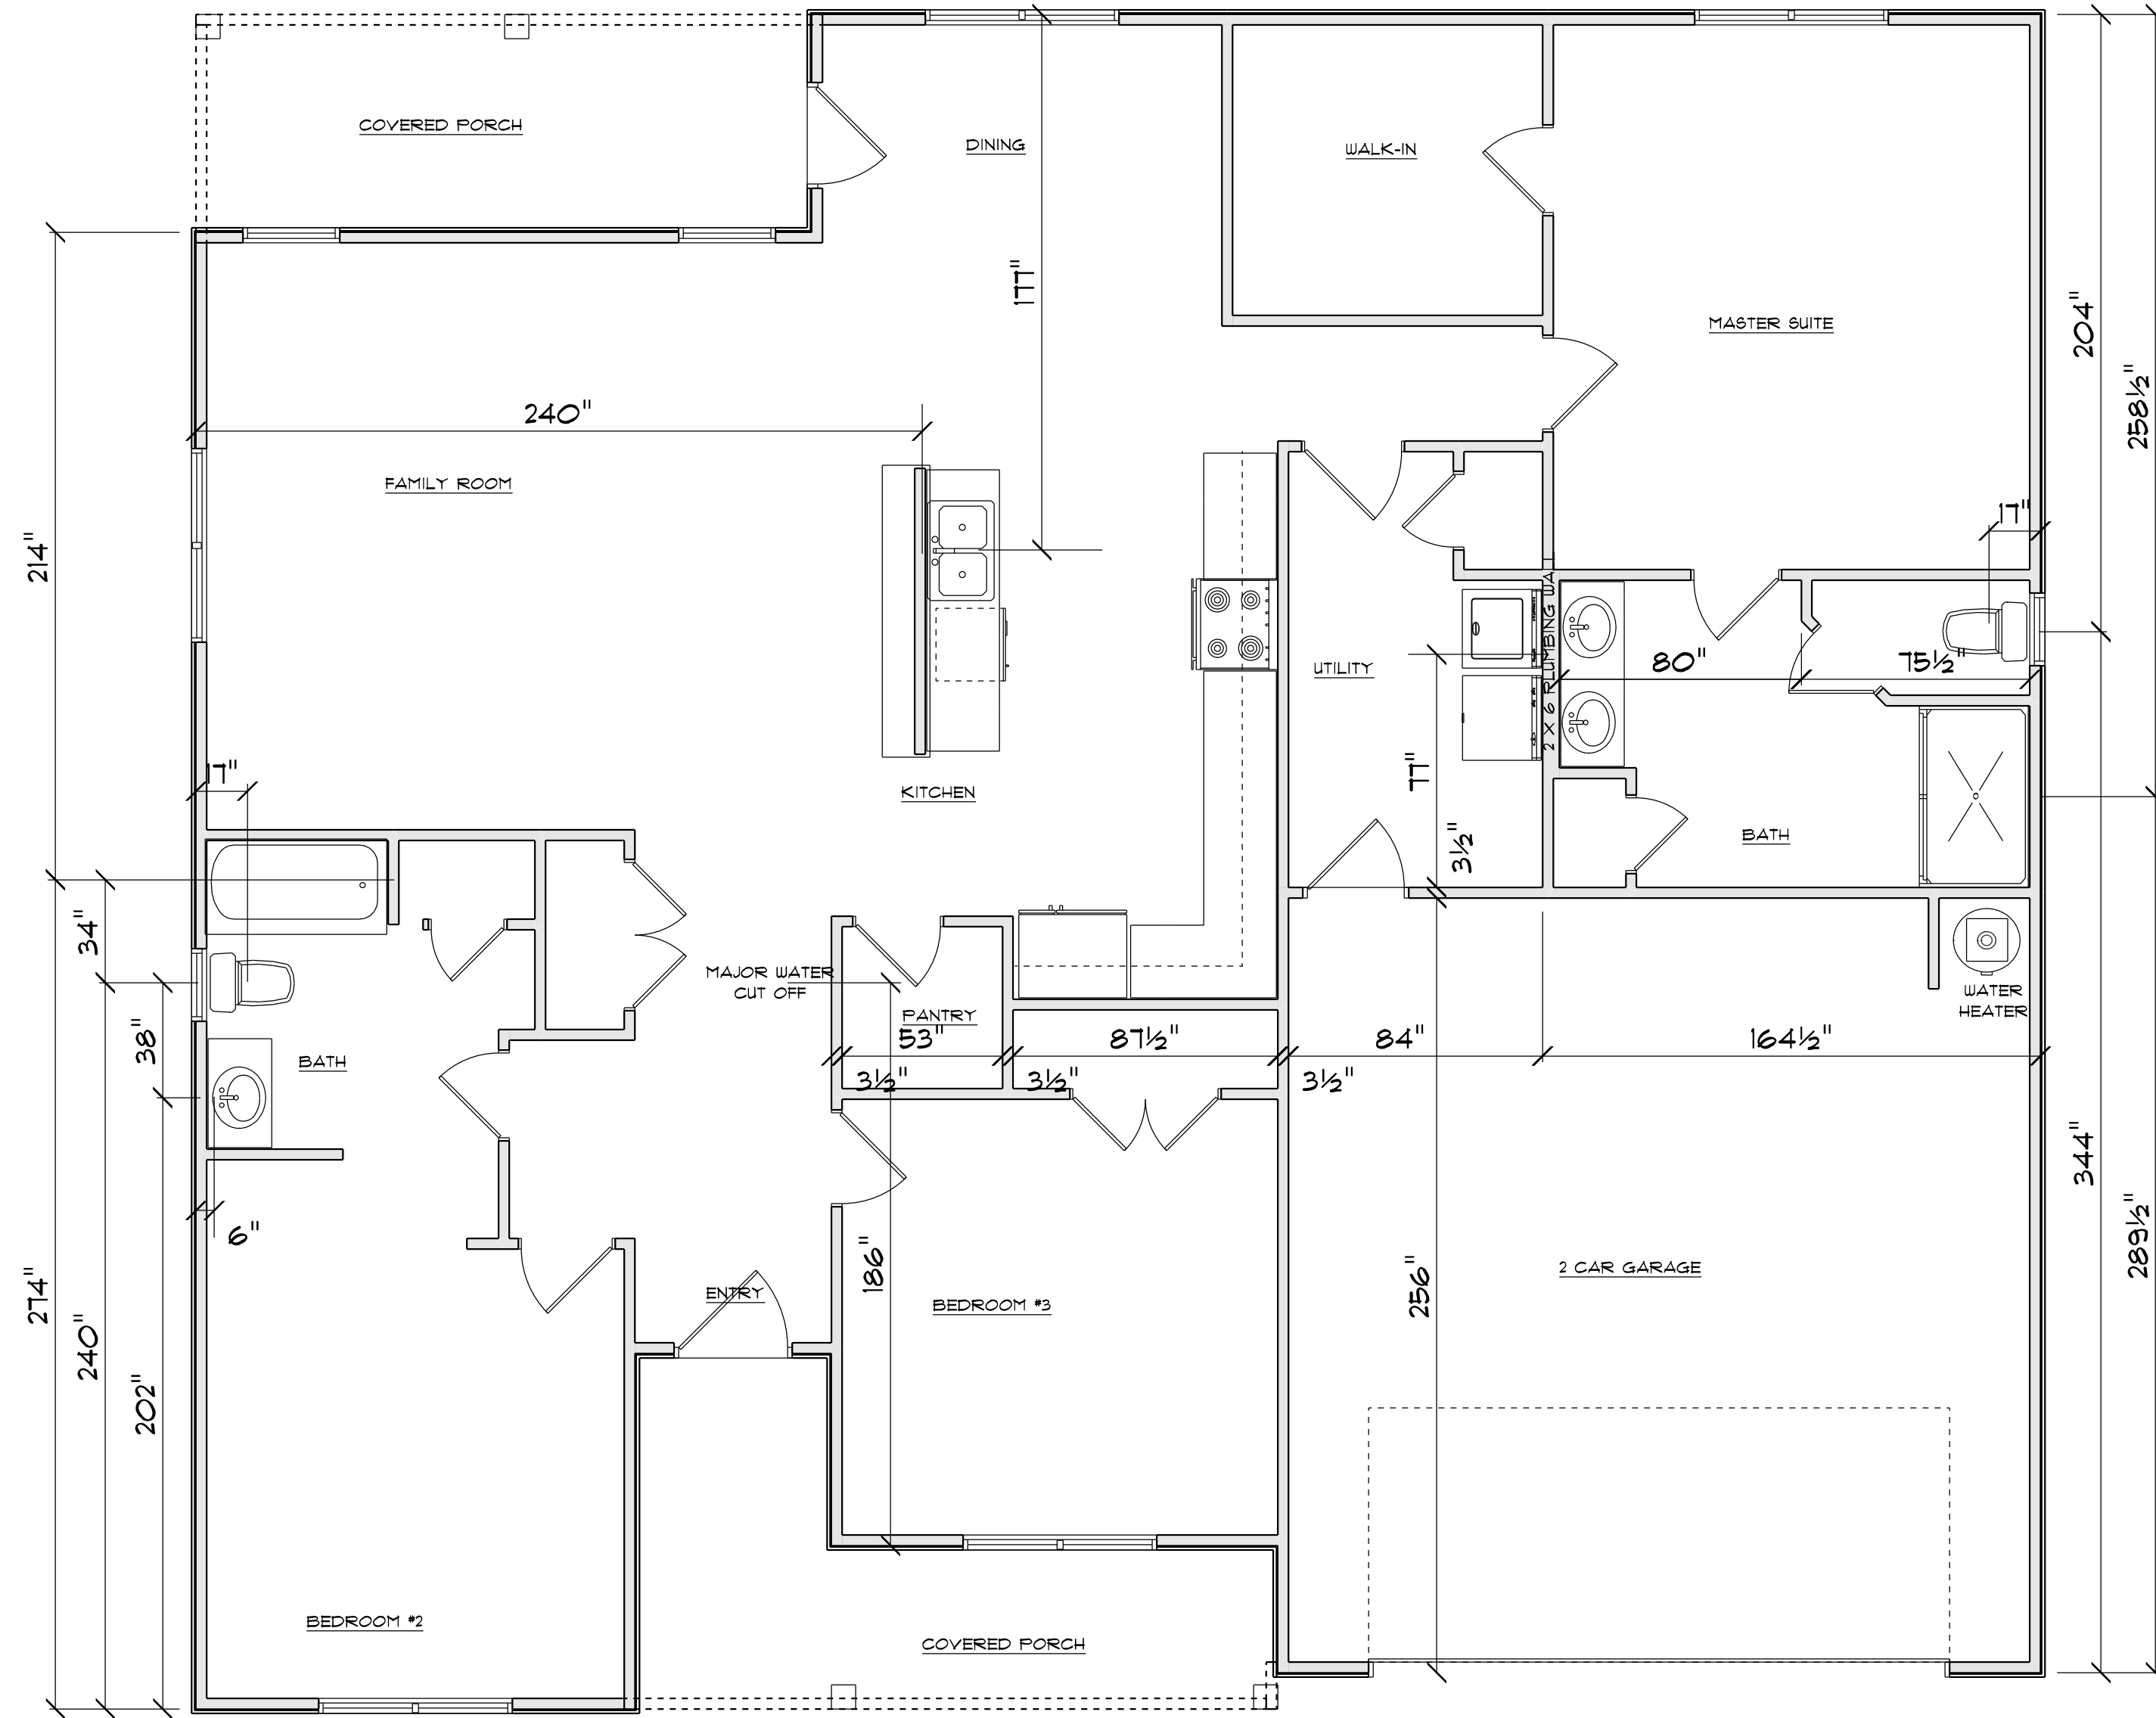 COVERED PORCH
DINING
WALK-IN
177"
MASTER SUITE
204"
258½"
240"
FAMILY ROOM
17"
214"
UTILITY
2 X 6 PLUMBING WALL
80"
75½"
17"
77"
KITCHEN
3½"
BATH
34"
MAJOR WATER
CUT OFF
PANTRY
WATER
HEATER
38"
BATH
53"
87½"
84"
164½"
3½"
3½"
3½"
344"
289½"
6"
186"
256"
2 CAR GARAGE
274"
ENTRY
BEDROOM #3
240"
202"
BEDROOM #2
COVERED PORCH